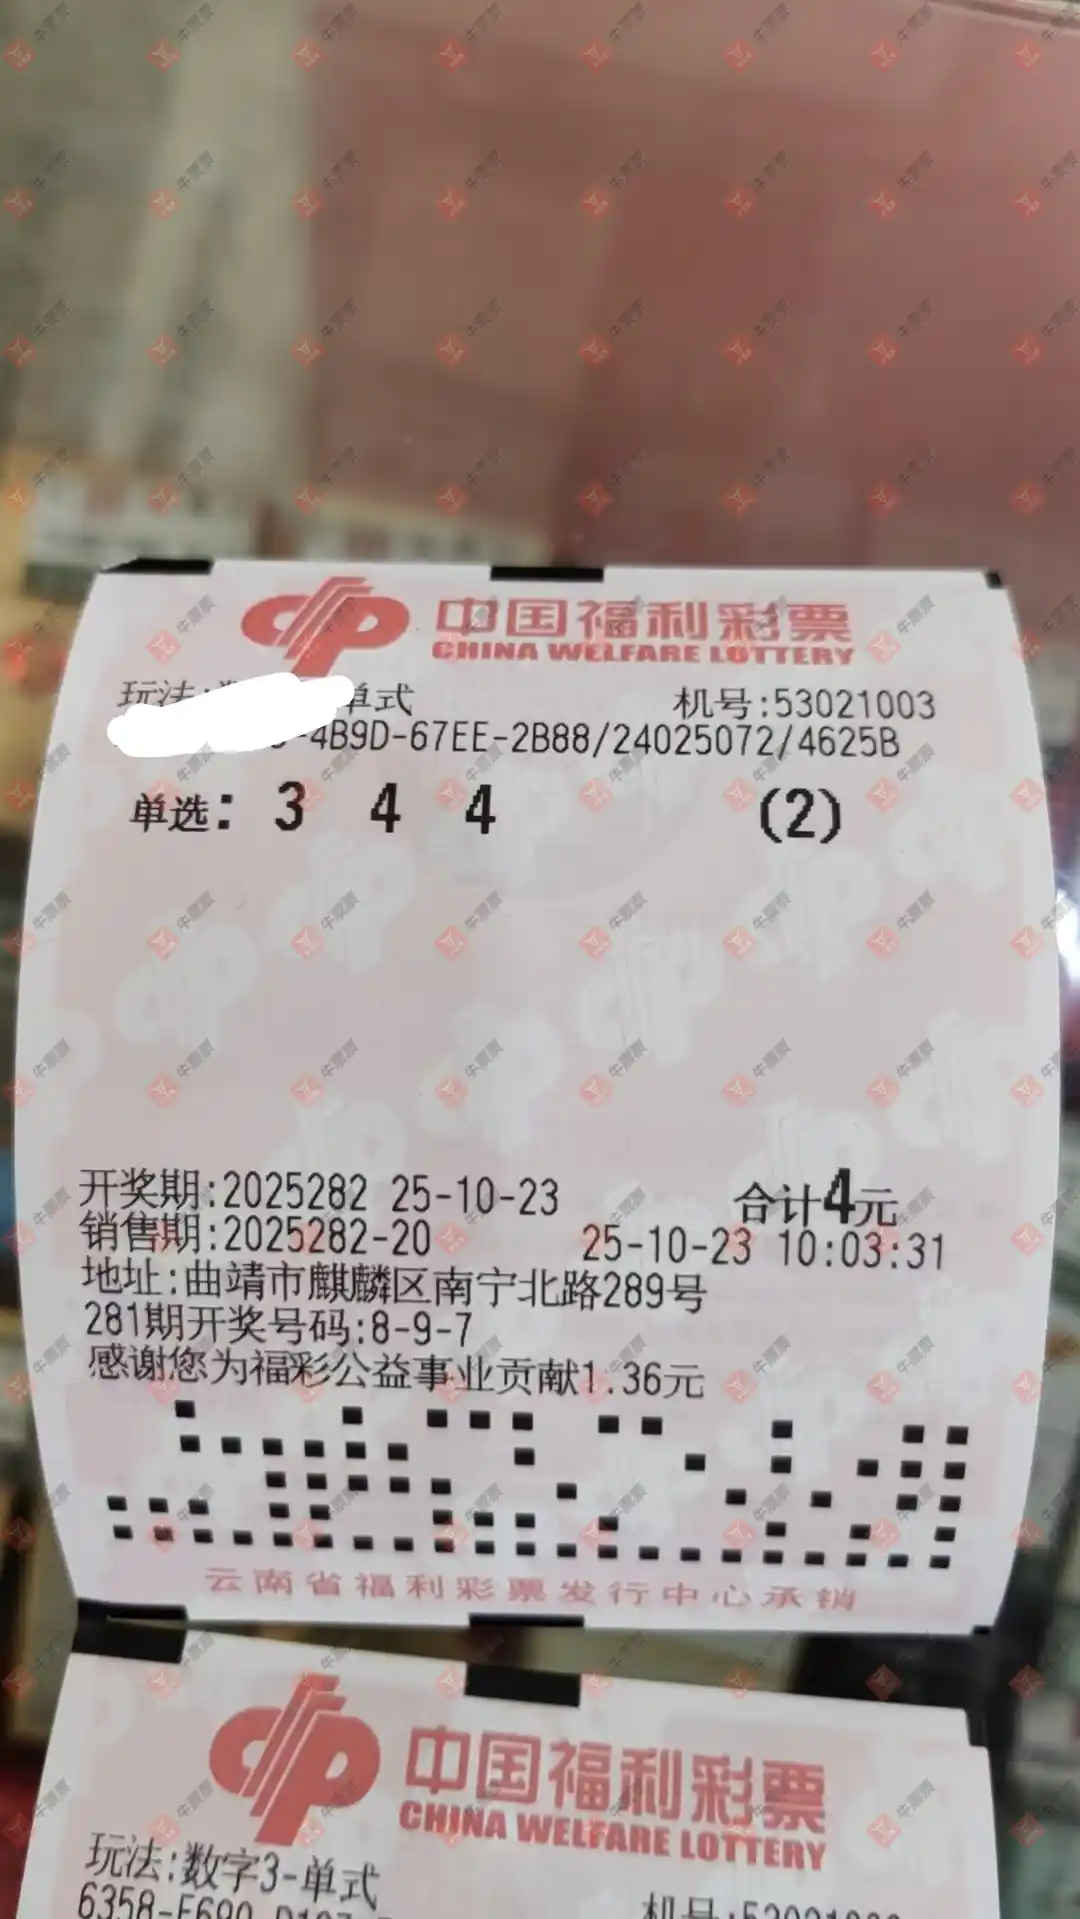 中国福利彩票
CHINA WELFARE LOTTERY
玩法: 单式 机号:53021003
-4B9D-67EE-2B88/24025072/4625B
单选: 3 4 4 (2)
开奖期:2025282 25-10-23 合计4元
销售期:2025282-20 25-10-23 10:03:31
地址:曲靖市麒麟区南宁北路289号
281期开奖号码:8-9-7
感谢您为福彩公益事业贡献1.36元
云南省福利彩票发行中心承销
中国福利彩票
CHINA WELFARE LOTTERY
玩法:数字3-单式
牛票票